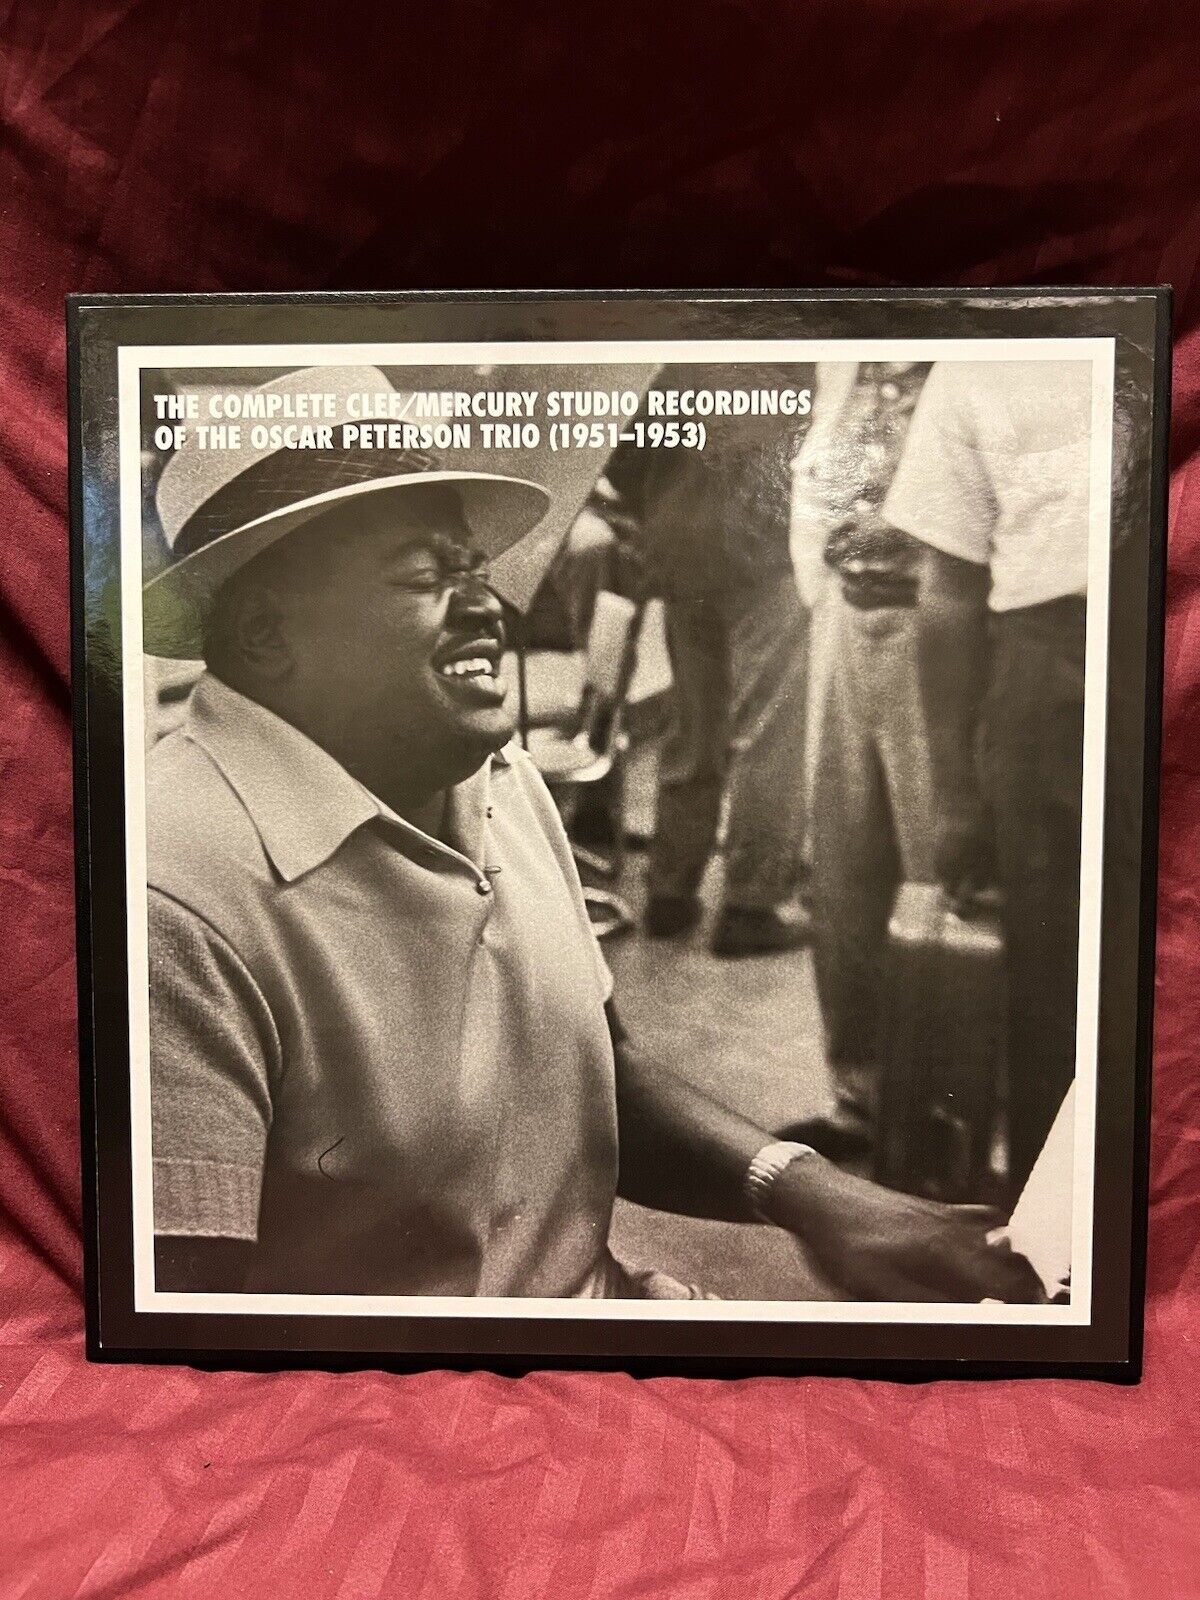 THE COMPLETE CLEF/MERCURY STUDIO RECORDINGS
OF THE OSCAR PETERSON TRIO (1951–1953)